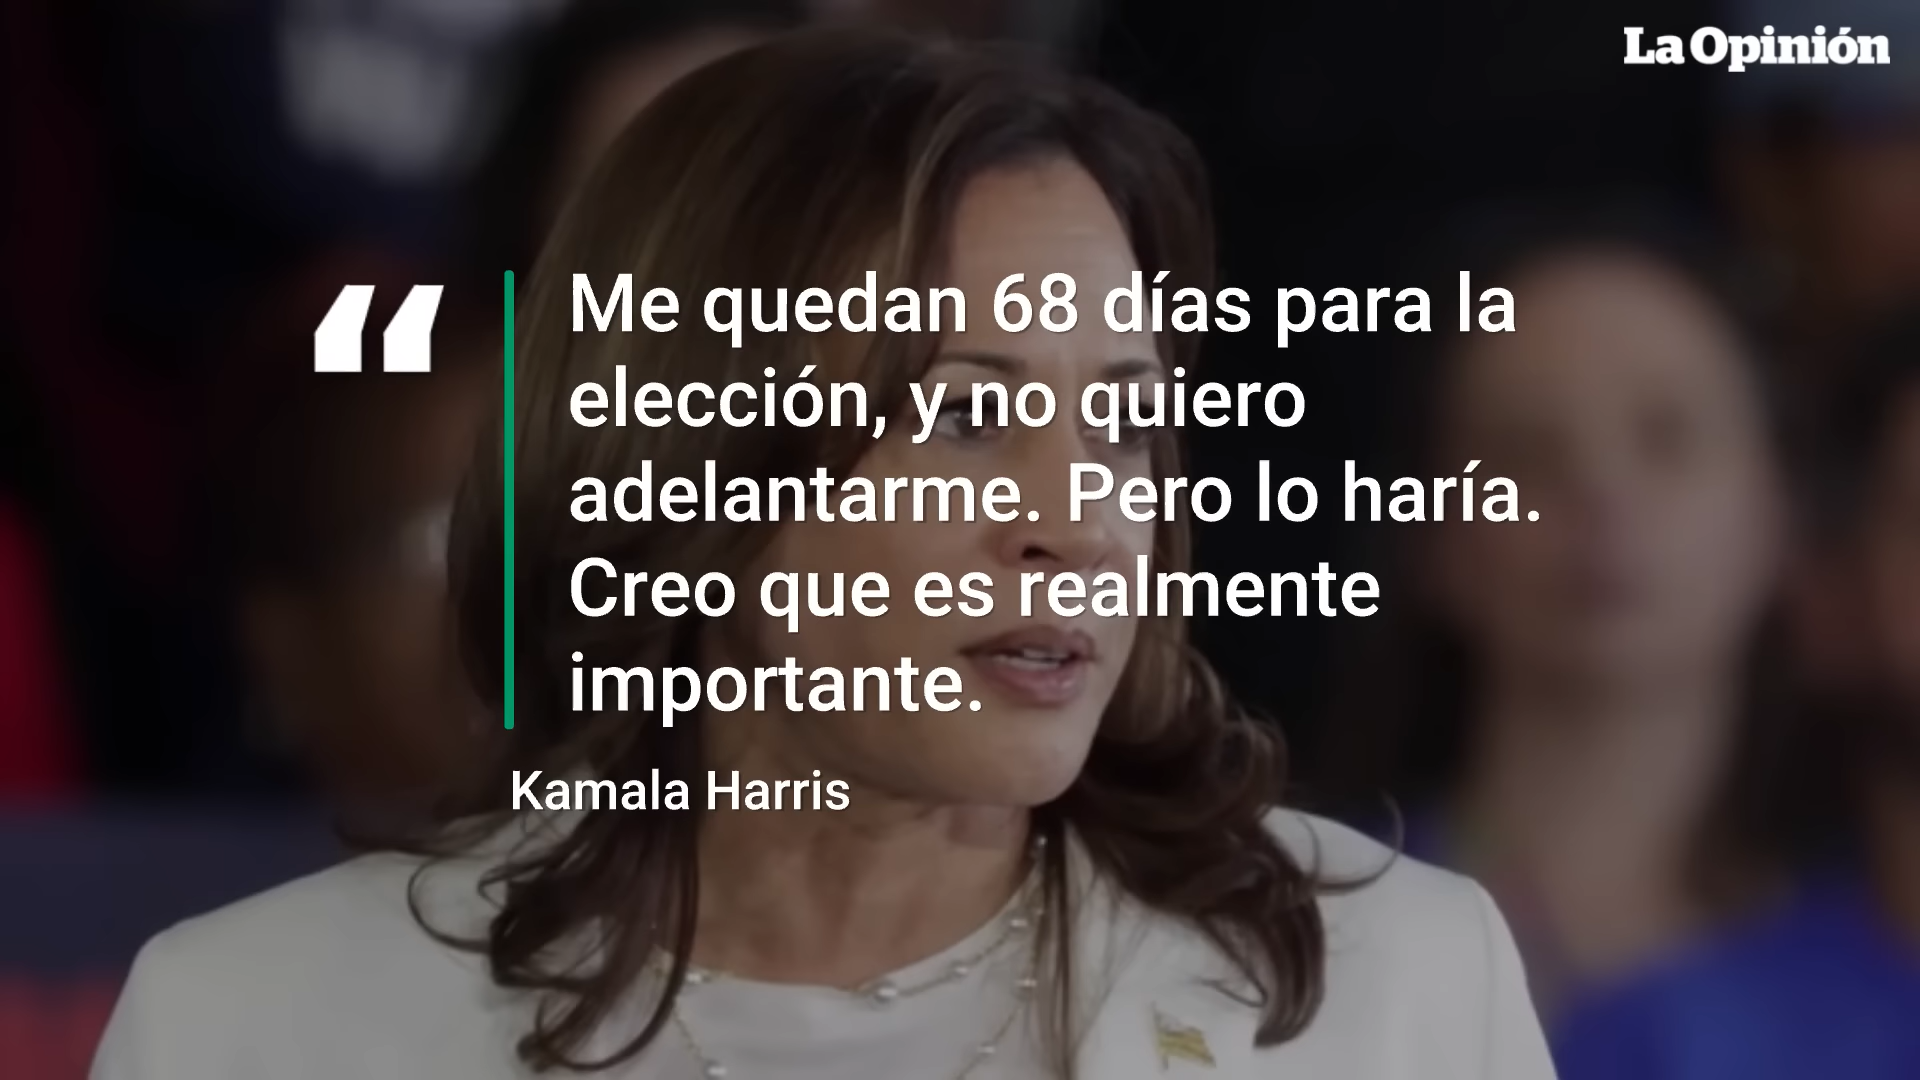 La Opinión
“
Me quedan 68 días para la
elección, y no quiero
adelantarme. Pero lo haría.
Creo que es realmente
importante.
Kamala Harris